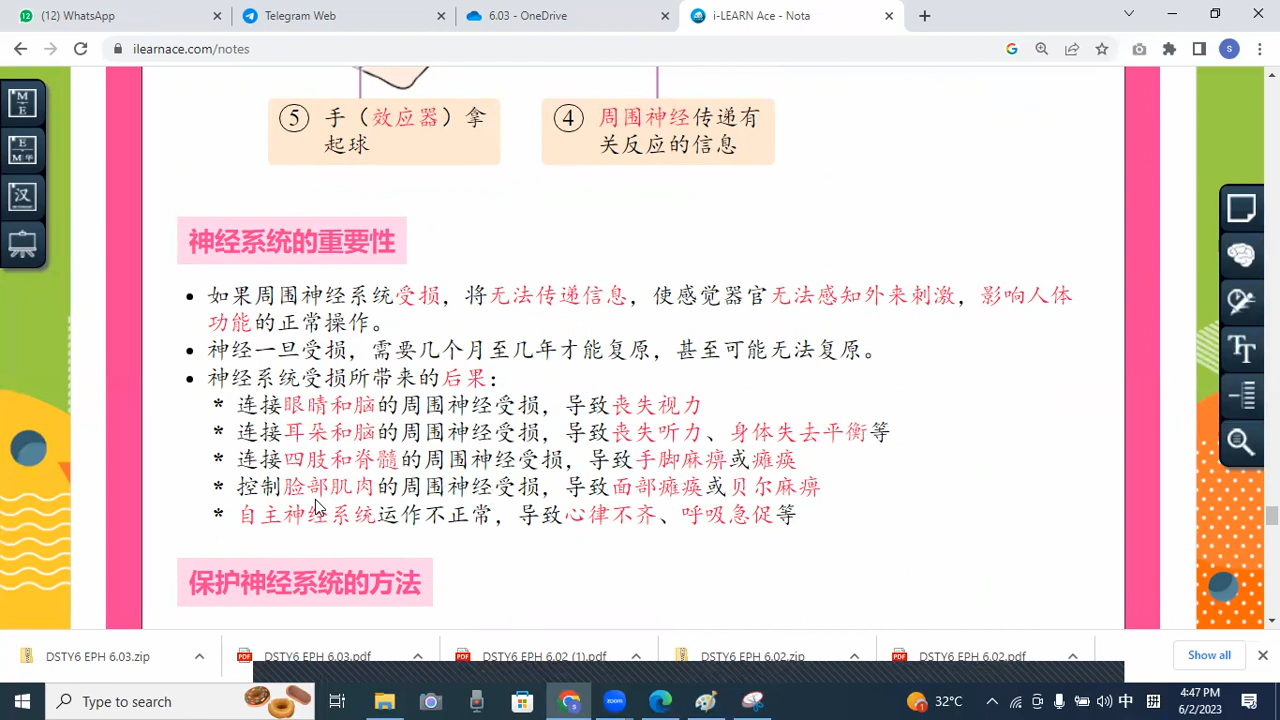 (12) WhatsApp
Telegram Web
6.03 - OneDrive
i-LEARN Ace - Nota
ilearnace.com/notes
S
M
E
E
M/华
汉
TT
⑤ 手（效应器）拿
起球
④ 周围神经传递有
关反应的信息
神经系统的重要性
• 如果周围神经系统受损，将无法传递信息，使感觉器官无法感知外来刺激，影响人体
功能的正常操作。
• 神经一旦受损，需要几个月至几年才能复原，甚至可能无法复原。
• 神经系统受损所带来的后果：
* 连接眼睛和脑的周围神经受损，导致丧失视力
* 连接耳朵和脑的周围神经受损，导致丧失听力、身体失去平衡等
* 连接四肢和脊髓的周围神经受损，导致手脚麻痹或瘫痪
* 控制脸部肌肉的周围神经受损，导致面部瘫痪或贝尔麻痹
* 自主神经系统运作不正常，导致心律不齐、呼吸急促等
保护神经系统的方法
DSTY6 EPH 6.03.zip
DSTY6 EPH 6.03.pdf
DSTY6 EPH 6.02 (1).pdf
DSTY6 EPH 6.02.zip
DSTY6 EPH 6.02.pdf
Show all
Type here to search
32°C
中
拼
4:47 PM
6/2/2023